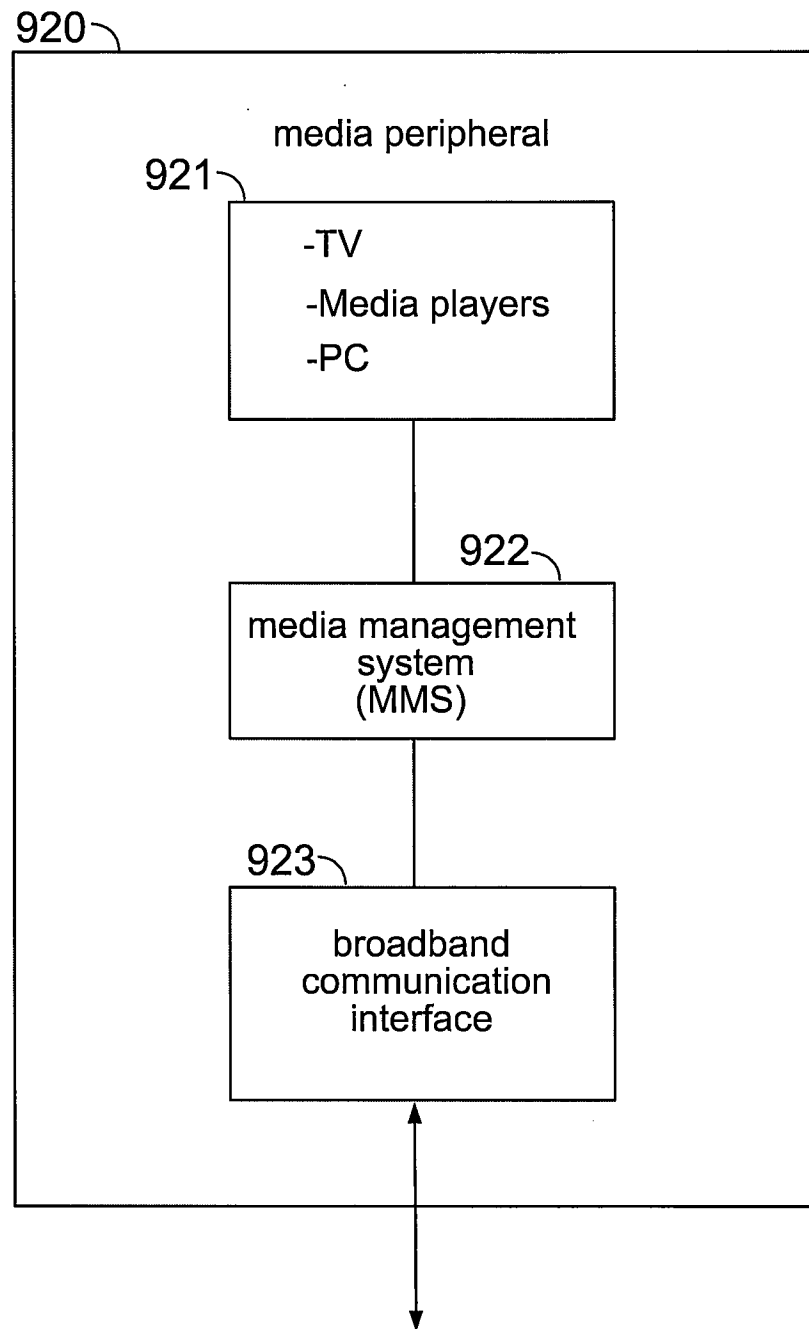 920
media peripheral
921
-TV
-Media players
-PC
922
media management
system
(MMS)
923
broadband
communication
interface